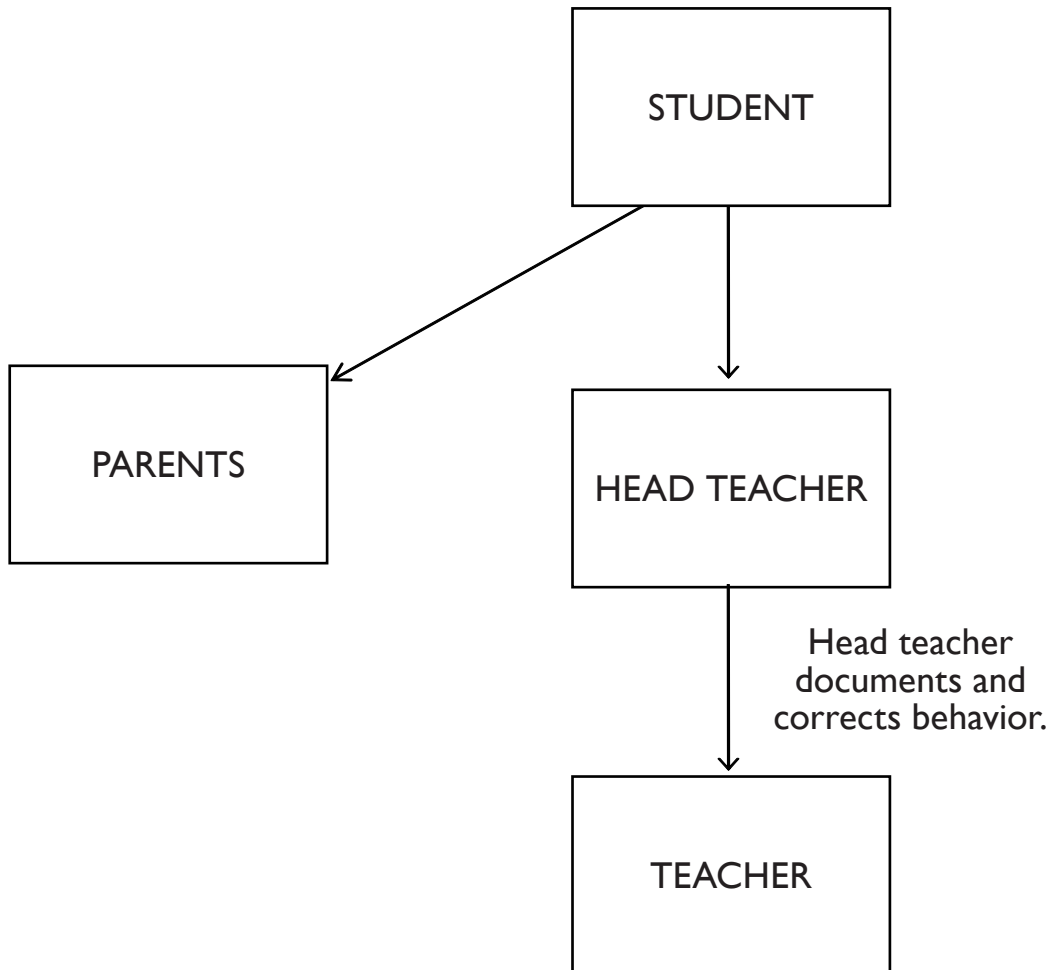 STUDENT
PARENTS
HEAD TEACHER
Head teacher
documents and
corrects behavior.
TEACHER